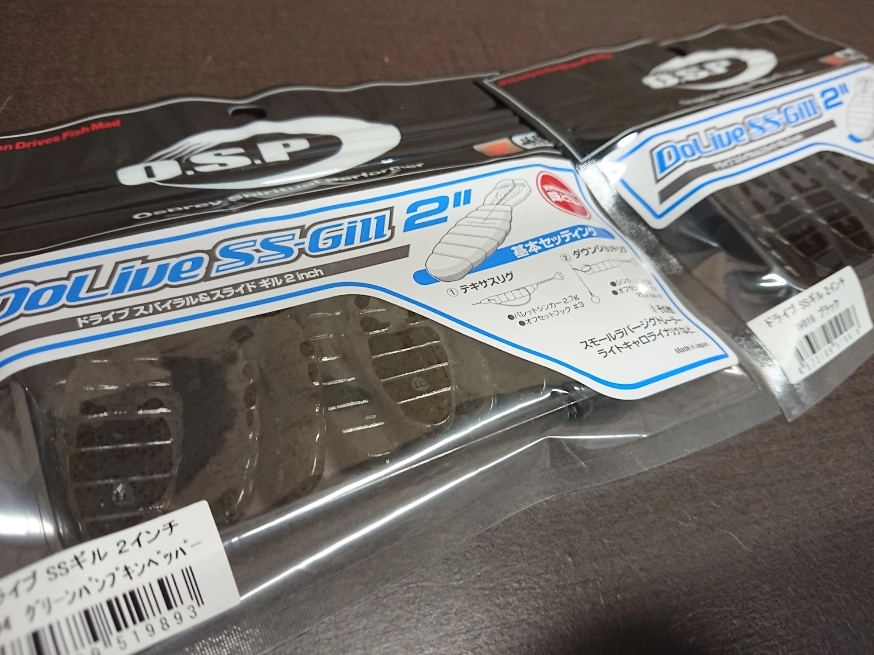 on Drives Fish Mad
O.S.P
Osprey Spiritual Performer
DoLive SS-Gill 2"
ドライブ スパイラル&スライド ギル 2 inch
基本セッティング
① テキサスリグ
●バレットシンカー 2.7g
●オフセットフック #3
② ダウンショットリグ
スモールラバージグトレーラー
ライトキャロライナリグなど
Made in Japan
ライブ SSギル 2インチ
グリーンパンプキンペッパー
519893
O.S.P
DoLive SS-Gill 2"
ドライブ SSギル 2インチ
W016 ブラック